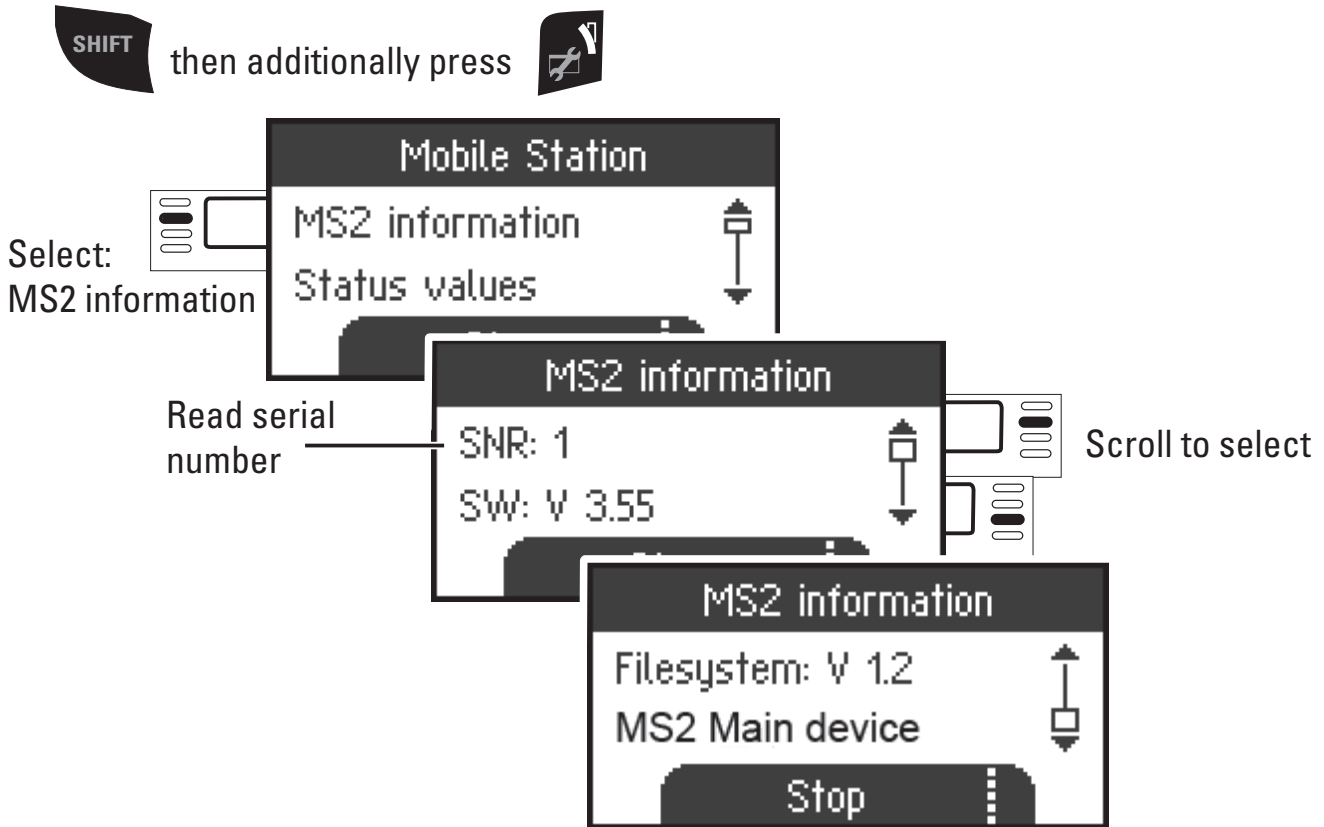 SHIFT
then additionally press
Mobile Station
MS2 information
Status values
Select:
MS2 information
MS2 information
Read serial
number
SNR: 1
SW: V 3.55
Scroll to select
MS2 information
Filesystem: V 1.2
MS2 Main device
Stop